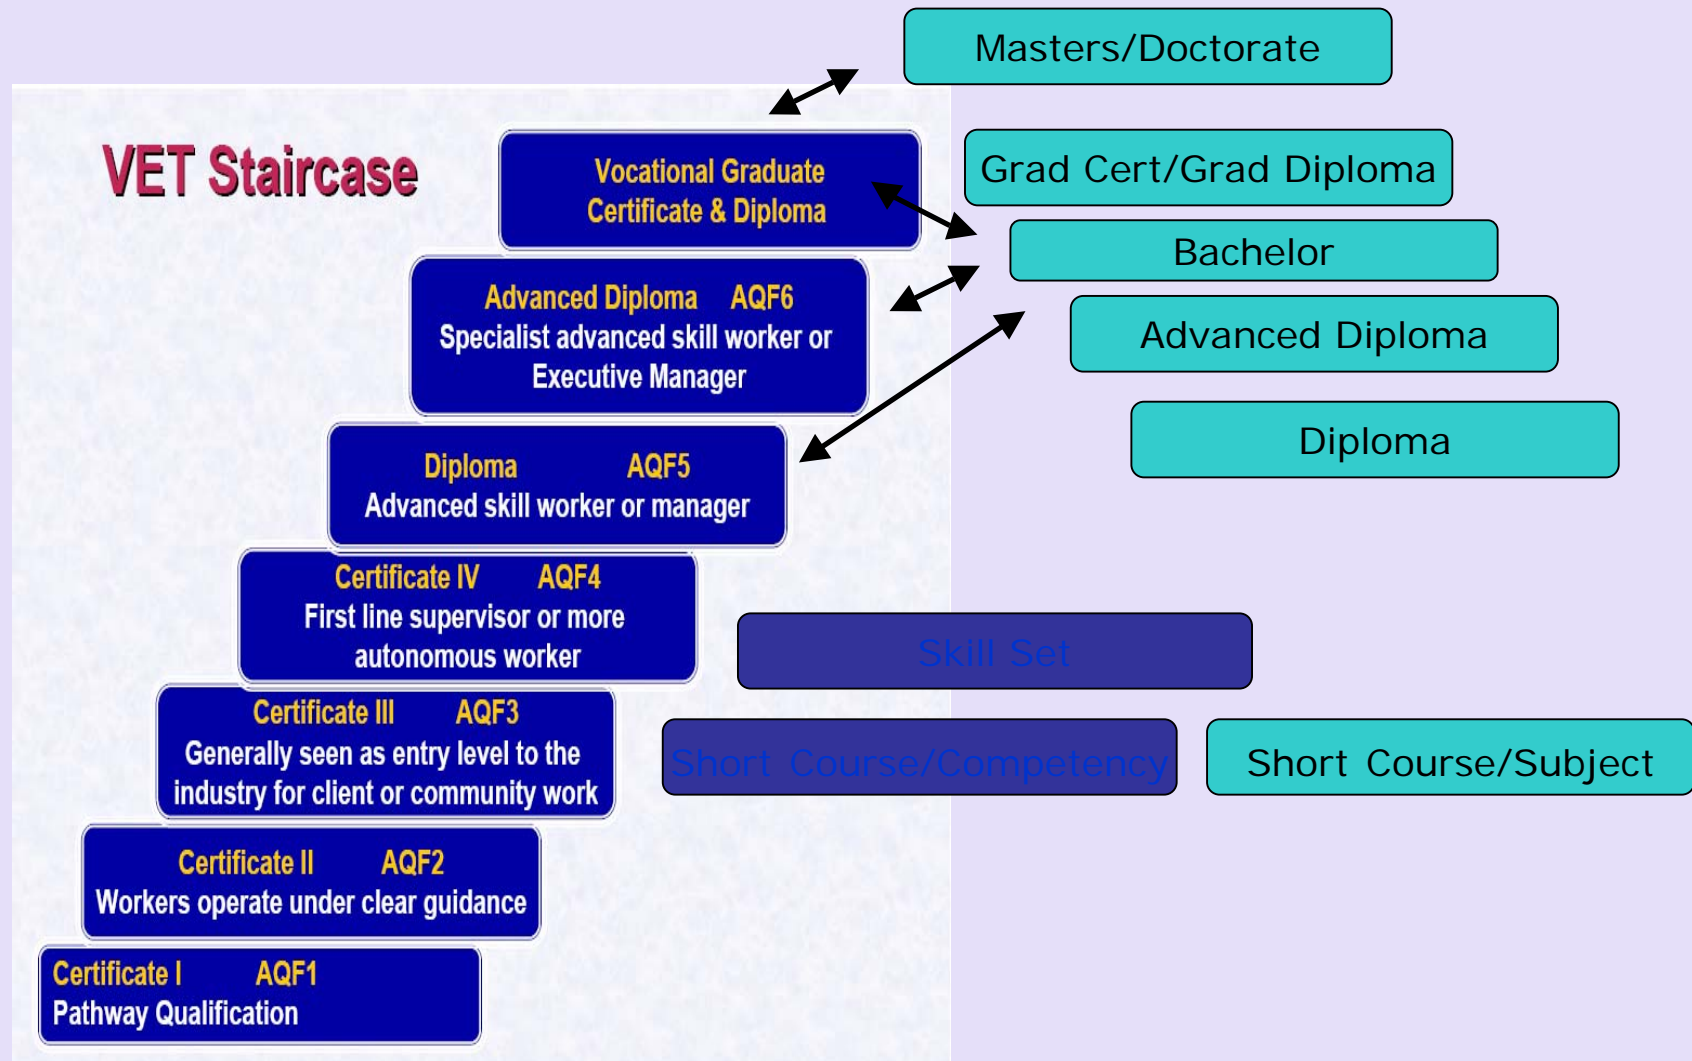 Masters/Doctorate
VET Staircase
Vocational Graduate
Certificate & Diploma
Grad Cert/Grad Diploma
Bachelor
Advanced Diploma AQF6
Specialist advanced skill worker or
Executive Manager
Advanced Diploma
Diploma
Diploma AQF5
Advanced skill worker or manager
Certificate IV AQF4
First line supervisor or more
autonomous worker
Skill Set
Certificate III AQF3
Generally seen as entry level to the
industry for client or community work
Short Course/Competency
Short Course/Subject
Certificate II AQF2
Workers operate under clear guidance
Certificate I AQF1
Pathway Qualification